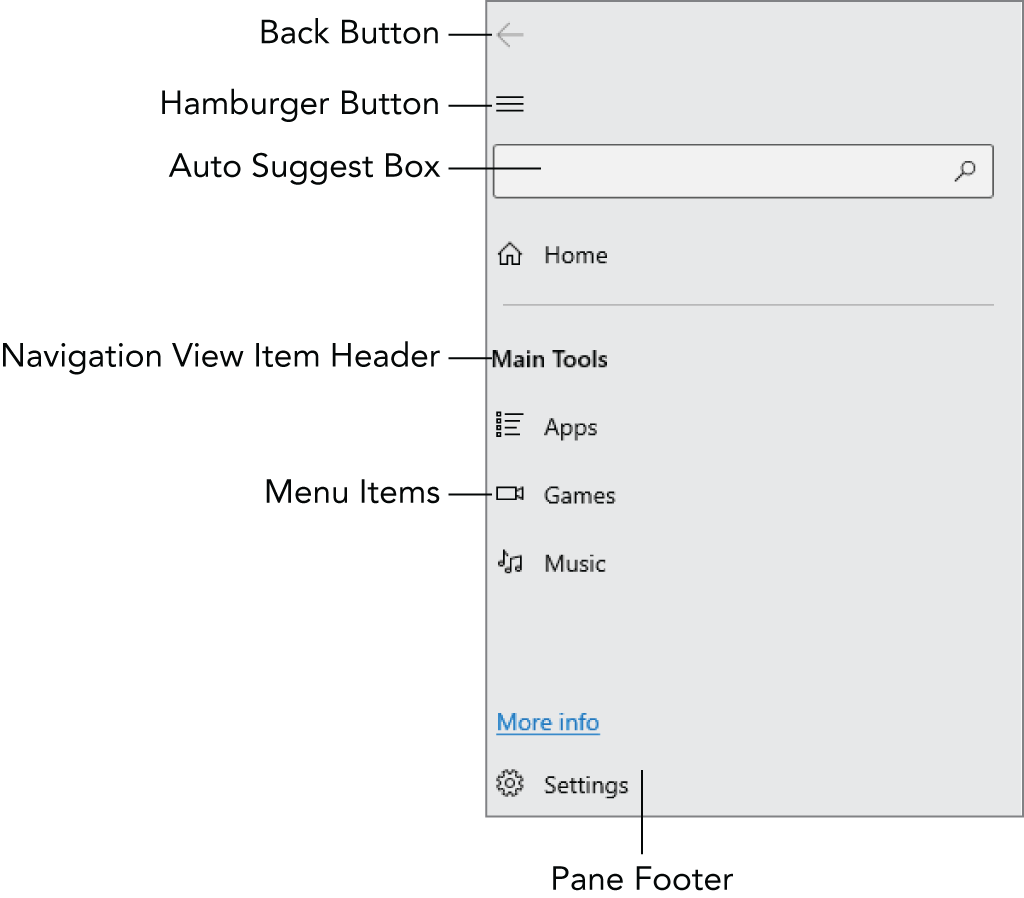 Back Button
Hamburger Button
Auto Suggest Box
Home
Navigation View Item Header
Main Tools
Apps
Menu Items
Games
Music
More info
Settings
Pane Footer